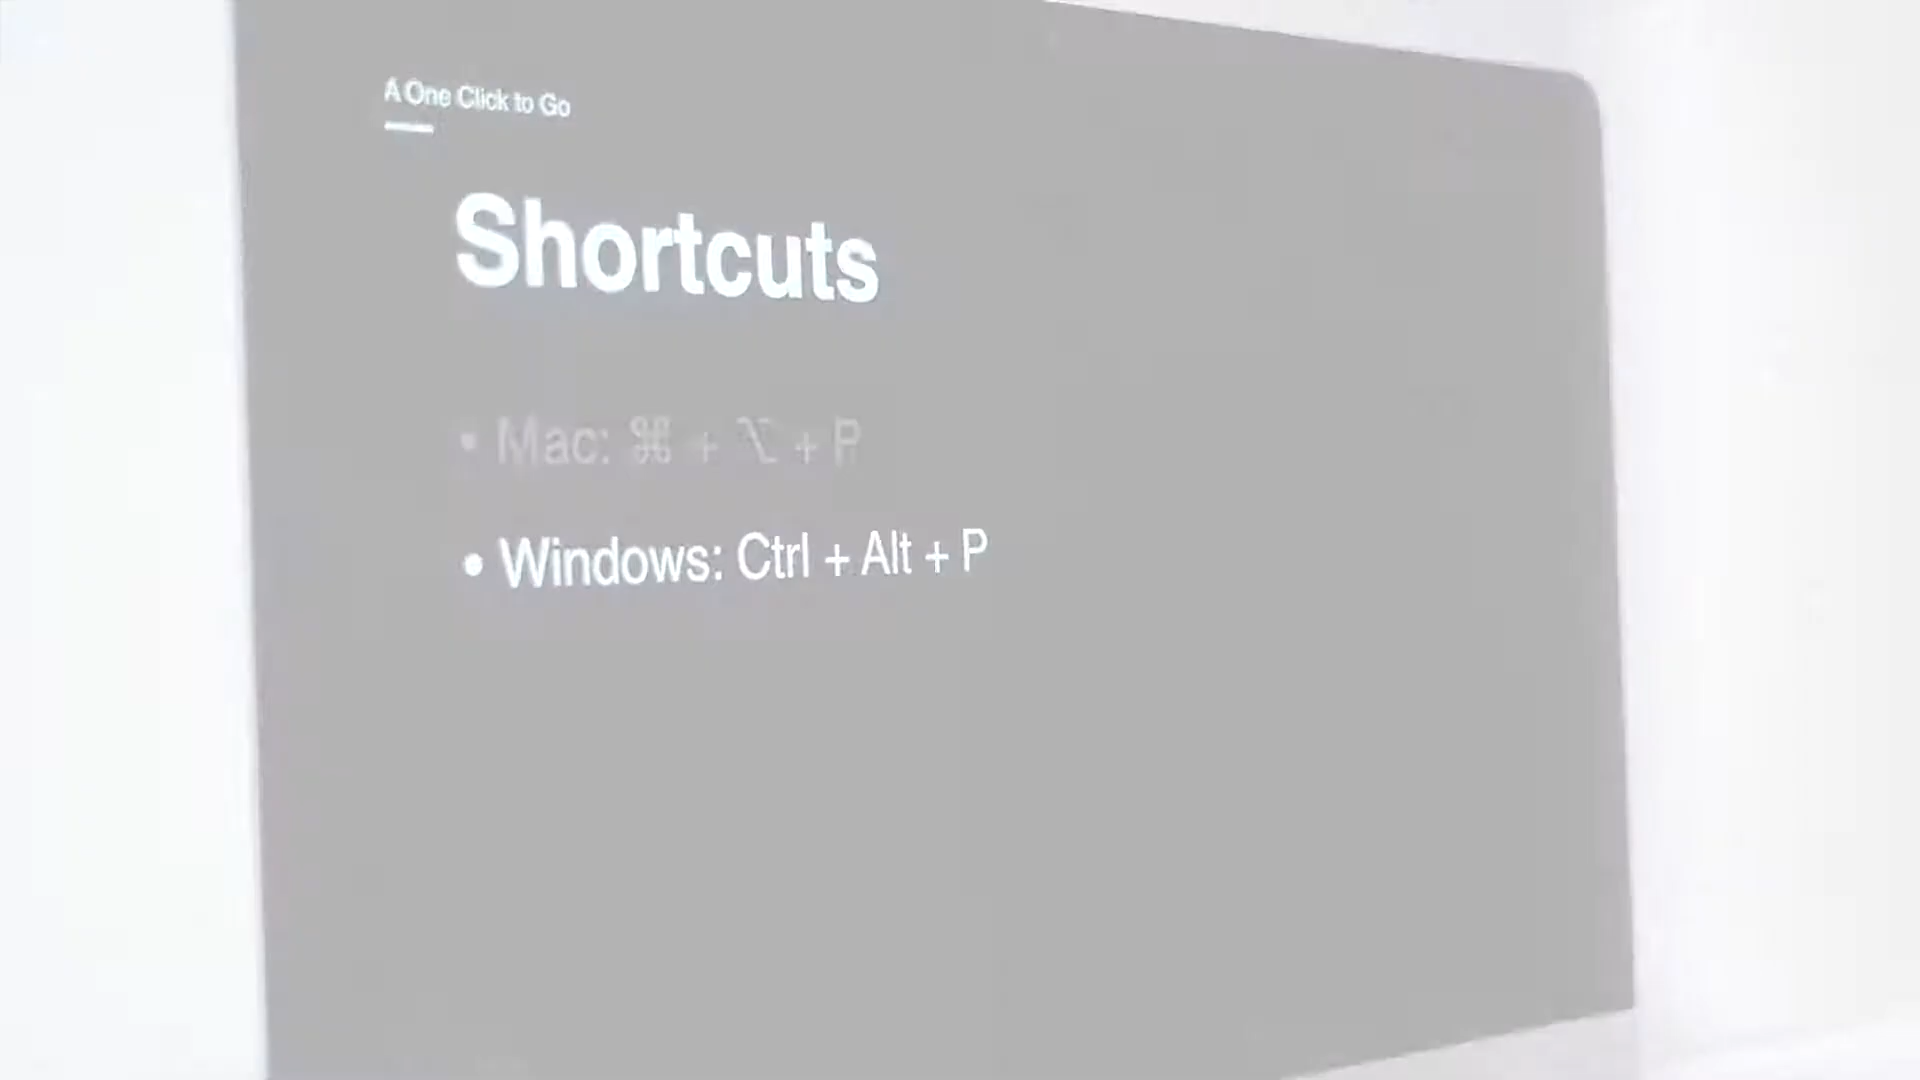 A One Click to Go
Shortcuts
• Mac: ⌘ + ⌥ + P
• Windows: Ctrl + Alt + P